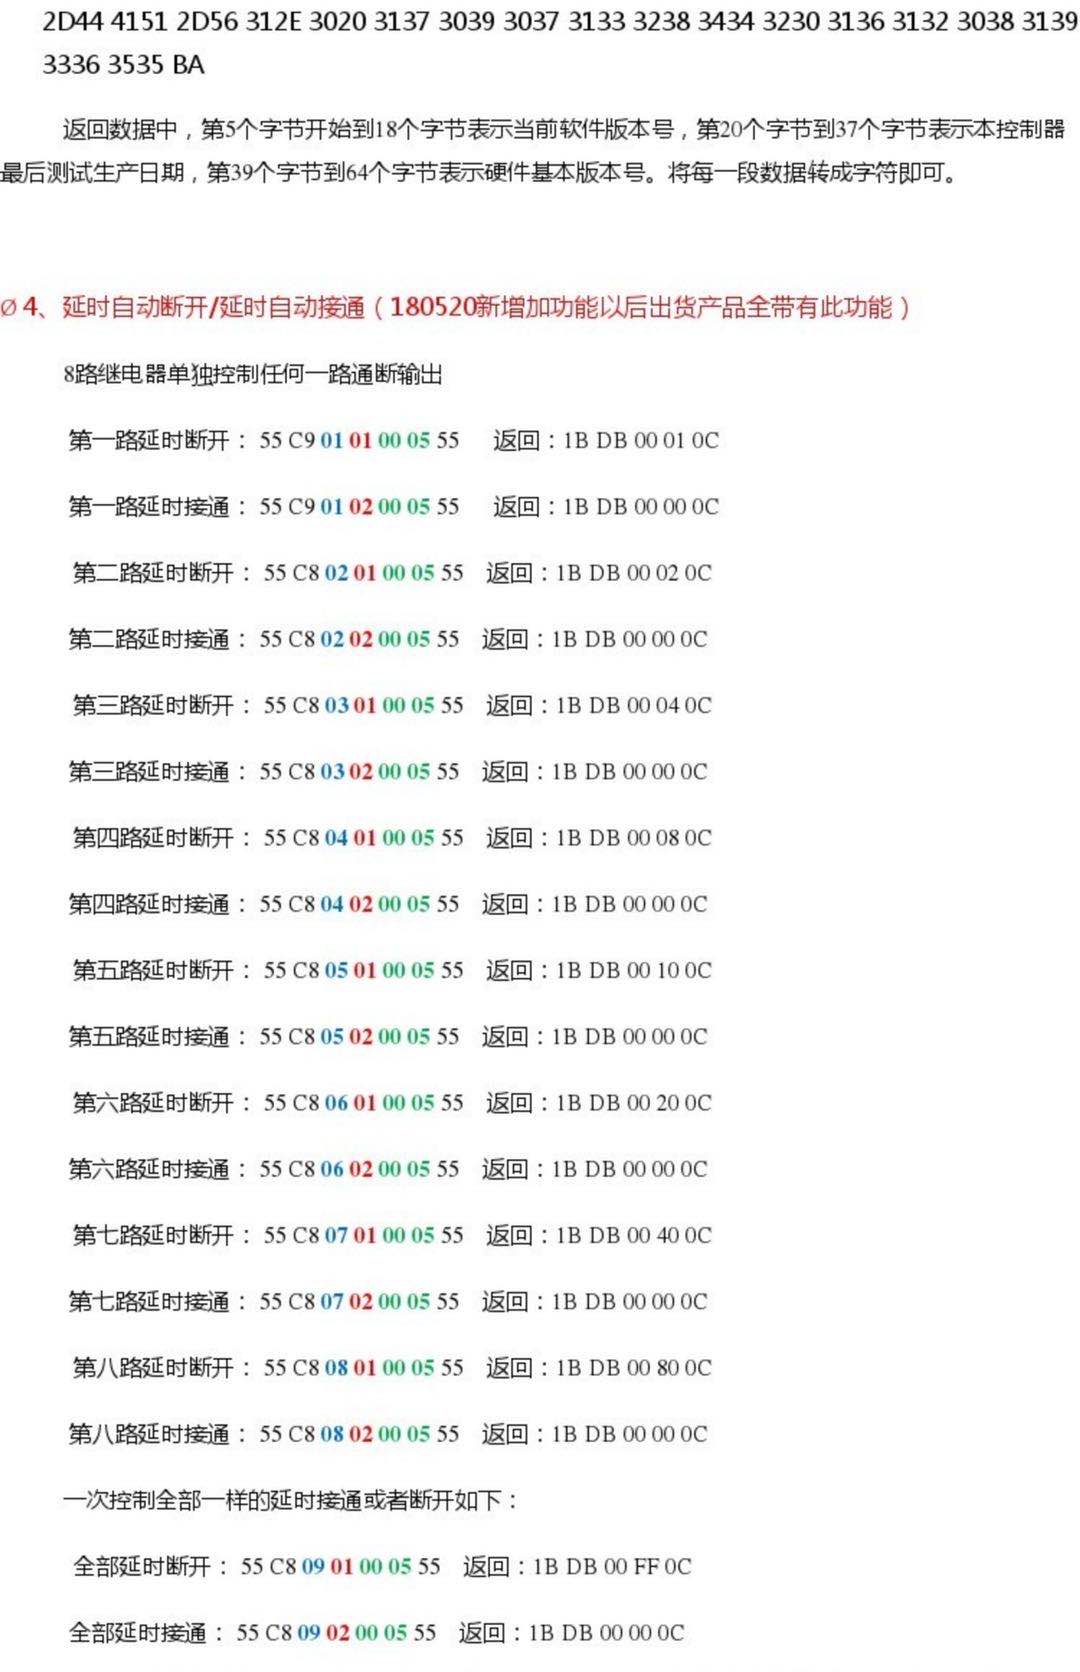 2D44 4151 2D56 312E 3020 3137 3039 3037 3133 3238 3434 3230 3136 3132 3038 3139
3336 3535 BA
返回数据中，第5个字节开始到18个字节表示当前软件版本号，第20个字节到37个字节表示本控制器
最后测试生产日期，第39个字节到64个字节表示硬件基本版本号。将每一段数据转成字符即可。
Ø 4、延时自动断开/延时自动接通（180520新增加功能以后出货产品全带有此功能）
8路继电器单独控制任何一路通断输出
第一路延时断开： 55 C9 01 01 00 05 55 返回：1B DB 00 01 0C
第一路延时接通： 55 C9 01 02 00 05 55 返回：1B DB 00 00 0C
第二路延时断开： 55 C8 02 01 00 05 55 返回：1B DB 00 02 0C
第二路延时接通： 55 C8 02 02 00 05 55 返回：1B DB 00 00 0C
第三路延时断开： 55 C8 03 01 00 05 55 返回：1B DB 00 04 0C
第三路延时接通： 55 C8 03 02 00 05 55 返回：1B DB 00 00 0C
第四路延时断开： 55 C8 04 01 00 05 55 返回：1B DB 00 08 0C
第四路延时接通： 55 C8 04 02 00 05 55 返回：1B DB 00 00 0C
第五路延时断开： 55 C8 05 01 00 05 55 返回：1B DB 00 10 0C
第五路延时接通： 55 C8 05 02 00 05 55 返回：1B DB 00 00 0C
第六路延时断开： 55 C8 06 01 00 05 55 返回：1B DB 00 20 0C
第六路延时接通： 55 C8 06 02 00 05 55 返回：1B DB 00 00 0C
第七路延时断开： 55 C8 07 01 00 05 55 返回：1B DB 00 40 0C
第七路延时接通： 55 C8 07 02 00 05 55 返回：1B DB 00 00 0C
第八路延时断开： 55 C8 08 01 00 05 55 返回：1B DB 00 80 0C
第八路延时接通： 55 C8 08 02 00 05 55 返回：1B DB 00 00 0C
一次控制全部一样的延时接通或者断开如下：
全部延时断开： 55 C8 09 01 00 05 55 返回：1B DB 00 FF 0C
全部延时接通： 55 C8 09 02 00 05 55 返回：1B DB 00 00 0C